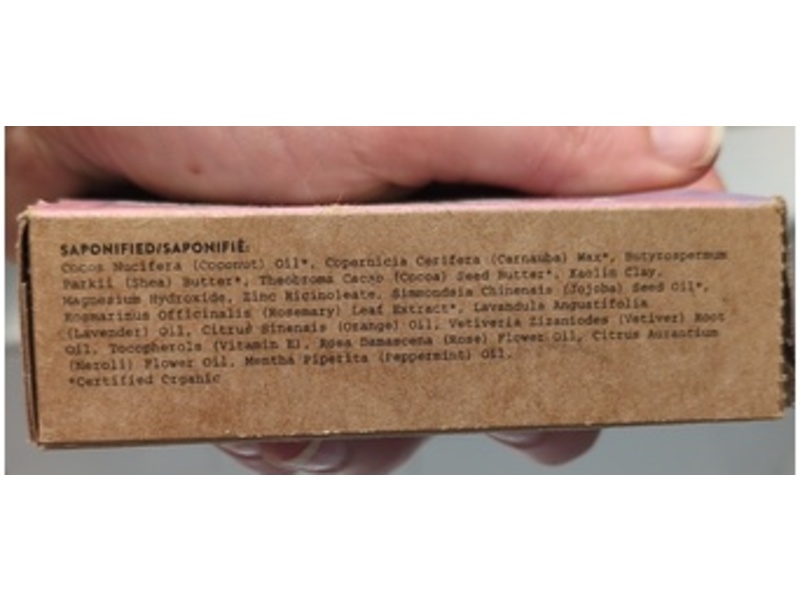 SAPONIFIED/SAPONIFIÉ:
Cocos Nucifera (Coconut) Oil*, Copernicia Cerifera (Carnauba) Wax*, Butyrospermum
Parkii (Shea) Butter*, Theobroma Cacao (Cocoa) Seed Butter*, Kaolin Clay,
Magnesium Hydroxide, Zinc Ricinoleate, Simmondsia Chinensis (Jojoba) Seed Oil*,
Rosmarinus Officinalis (Rosemary) Leaf Extract*, Lavandula Angustifolia
(Lavender) Oil, Citrus Sinensis (Orange) Oil, Vetiveria Zizaniodes (Vetiver) Root
Oil, Tocopherols (Vitamin E), Rosa Damascena (Rose) Flower Oil, Citrus Aurantium
(Neroli) Flower Oil, Mentha Piperita (Peppermint) Oil.
*Certified Organic